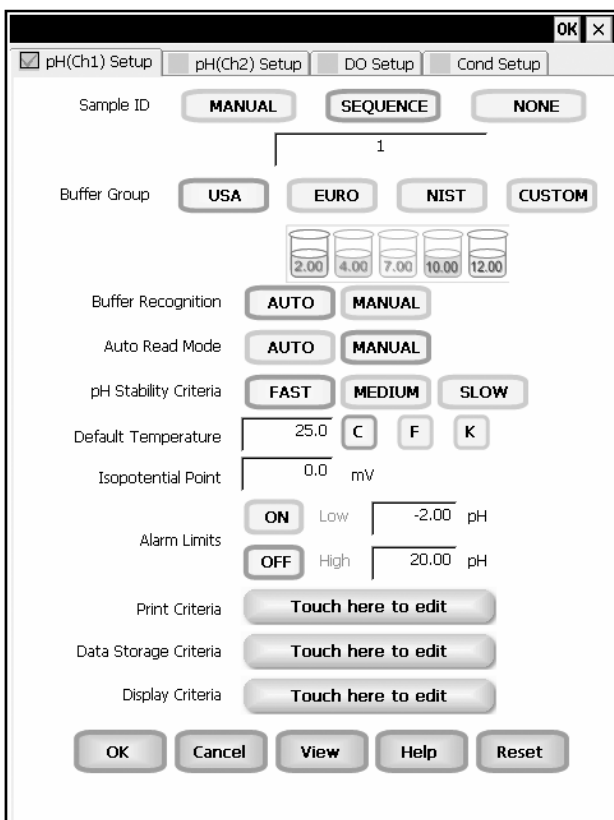 OK ×
pH(Ch1) Setup pH(Ch2) Setup DO Setup Cond Setup
Sample ID MANUAL SEQUENCE NONE
1
Buffer Group USA EURO NIST CUSTOM
2.00 4.00 7.00 10.00 12.00
Buffer Recognition AUTO MANUAL
Auto Read Mode AUTO MANUAL
pH Stability Criteria FAST MEDIUM SLOW
Default Temperature 25.0 C F K
Isopotential Point 0.0 mV
ON Low -2.00 pH
Alarm Limits
OFF High 20.00 pH
Print Criteria Touch here to edit
Data Storage Criteria Touch here to edit
Display Criteria Touch here to edit
OK Cancel View Help Reset